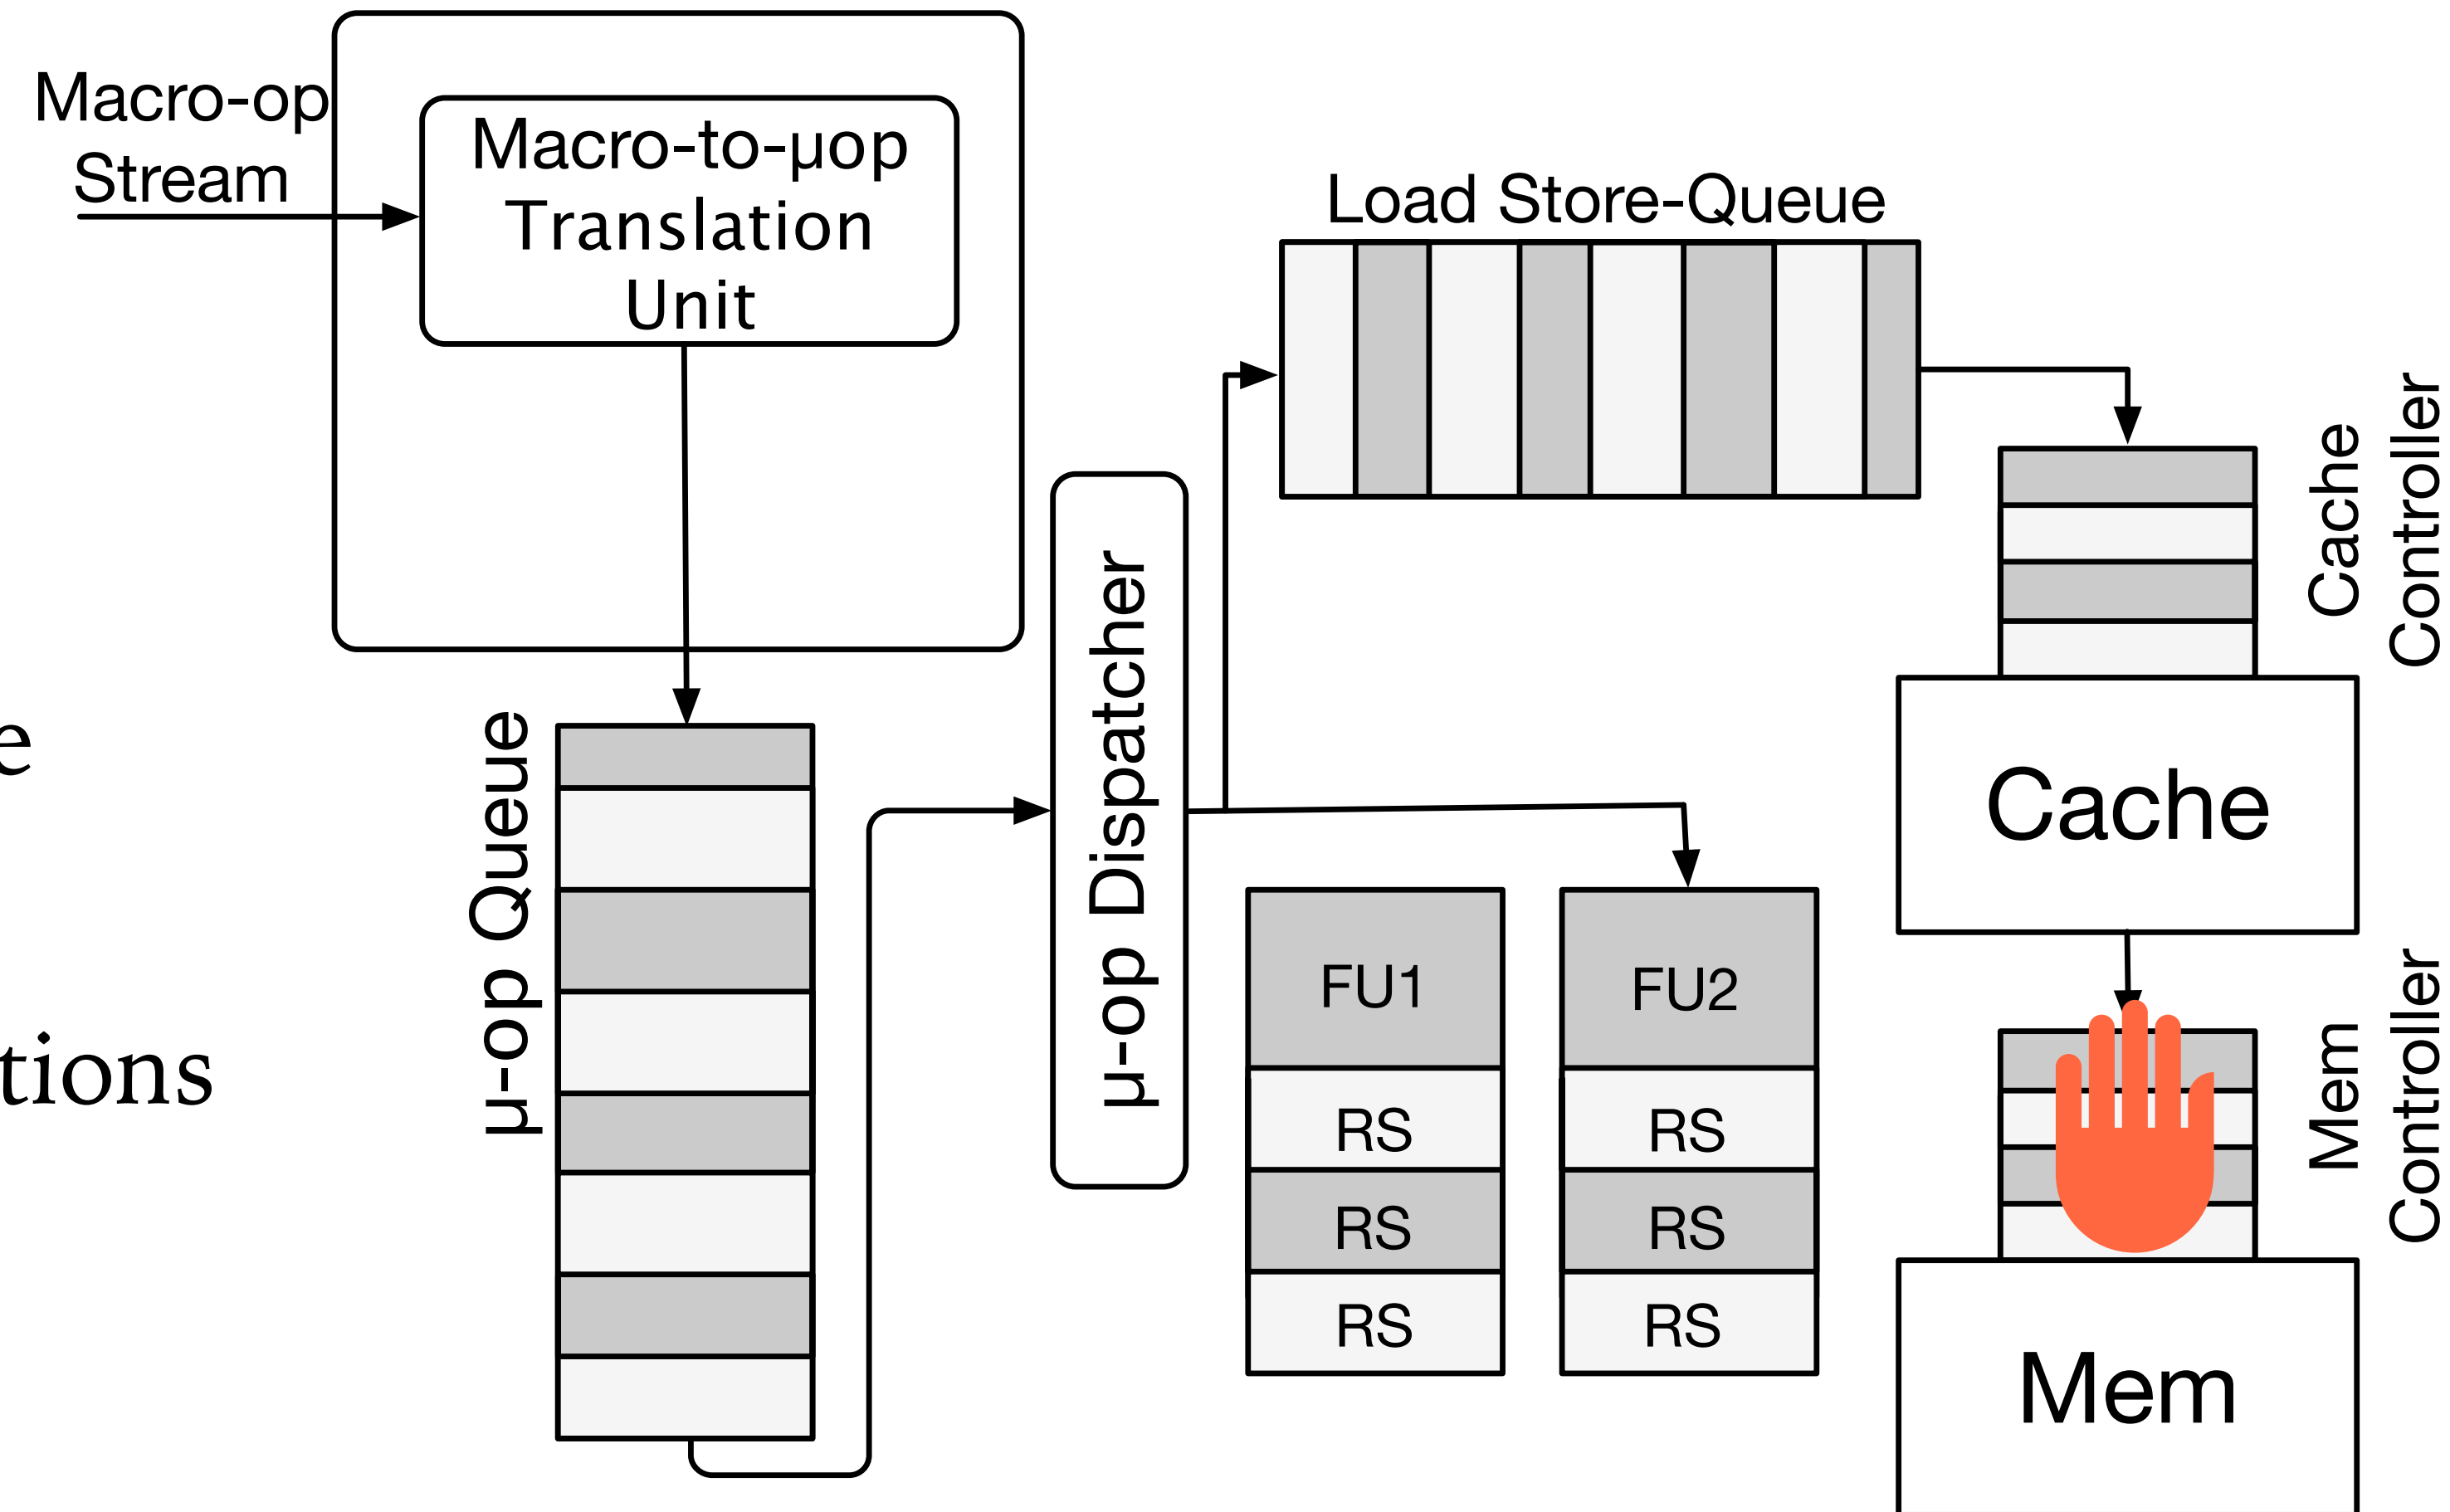 Macro-op
Stream
Macro-to-μop
Translation
Unit
Load Store-Queue
Cache
Controller
μ-op Queue
μ-op Dispatcher
Cache
FU1
RS
RS
RS
FU2
RS
RS
RS
Mem
Controller
Mem
e
tions